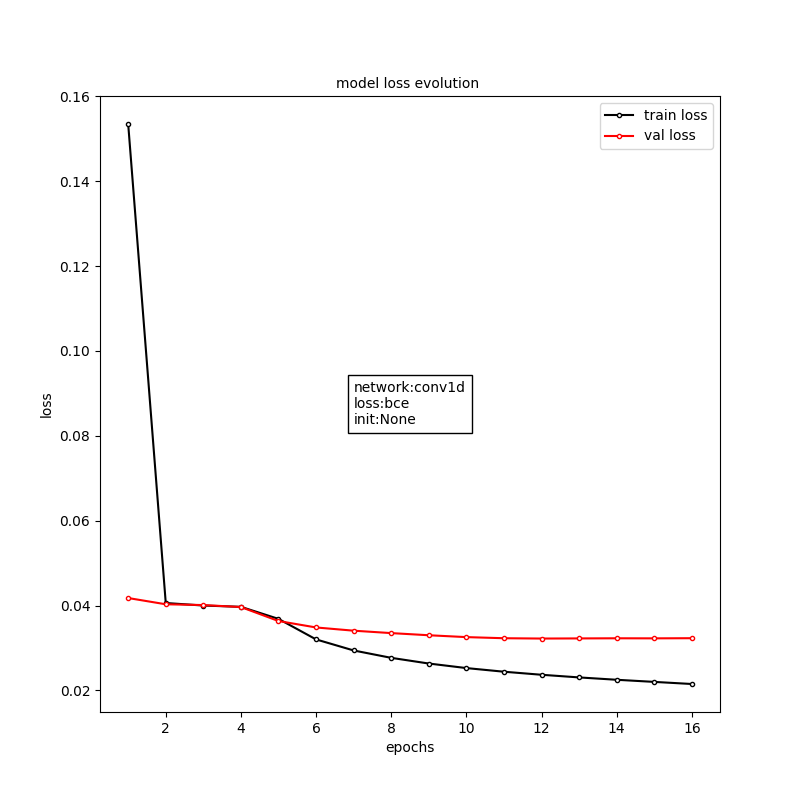 model loss evolution
0.16
train loss
val loss
0.14
0.12
0.10
network:conv1d
loss:bce
init:None
loss
0.08
0.06
0.04
0.02
2 4 6 8 10 12 14 16
epochs